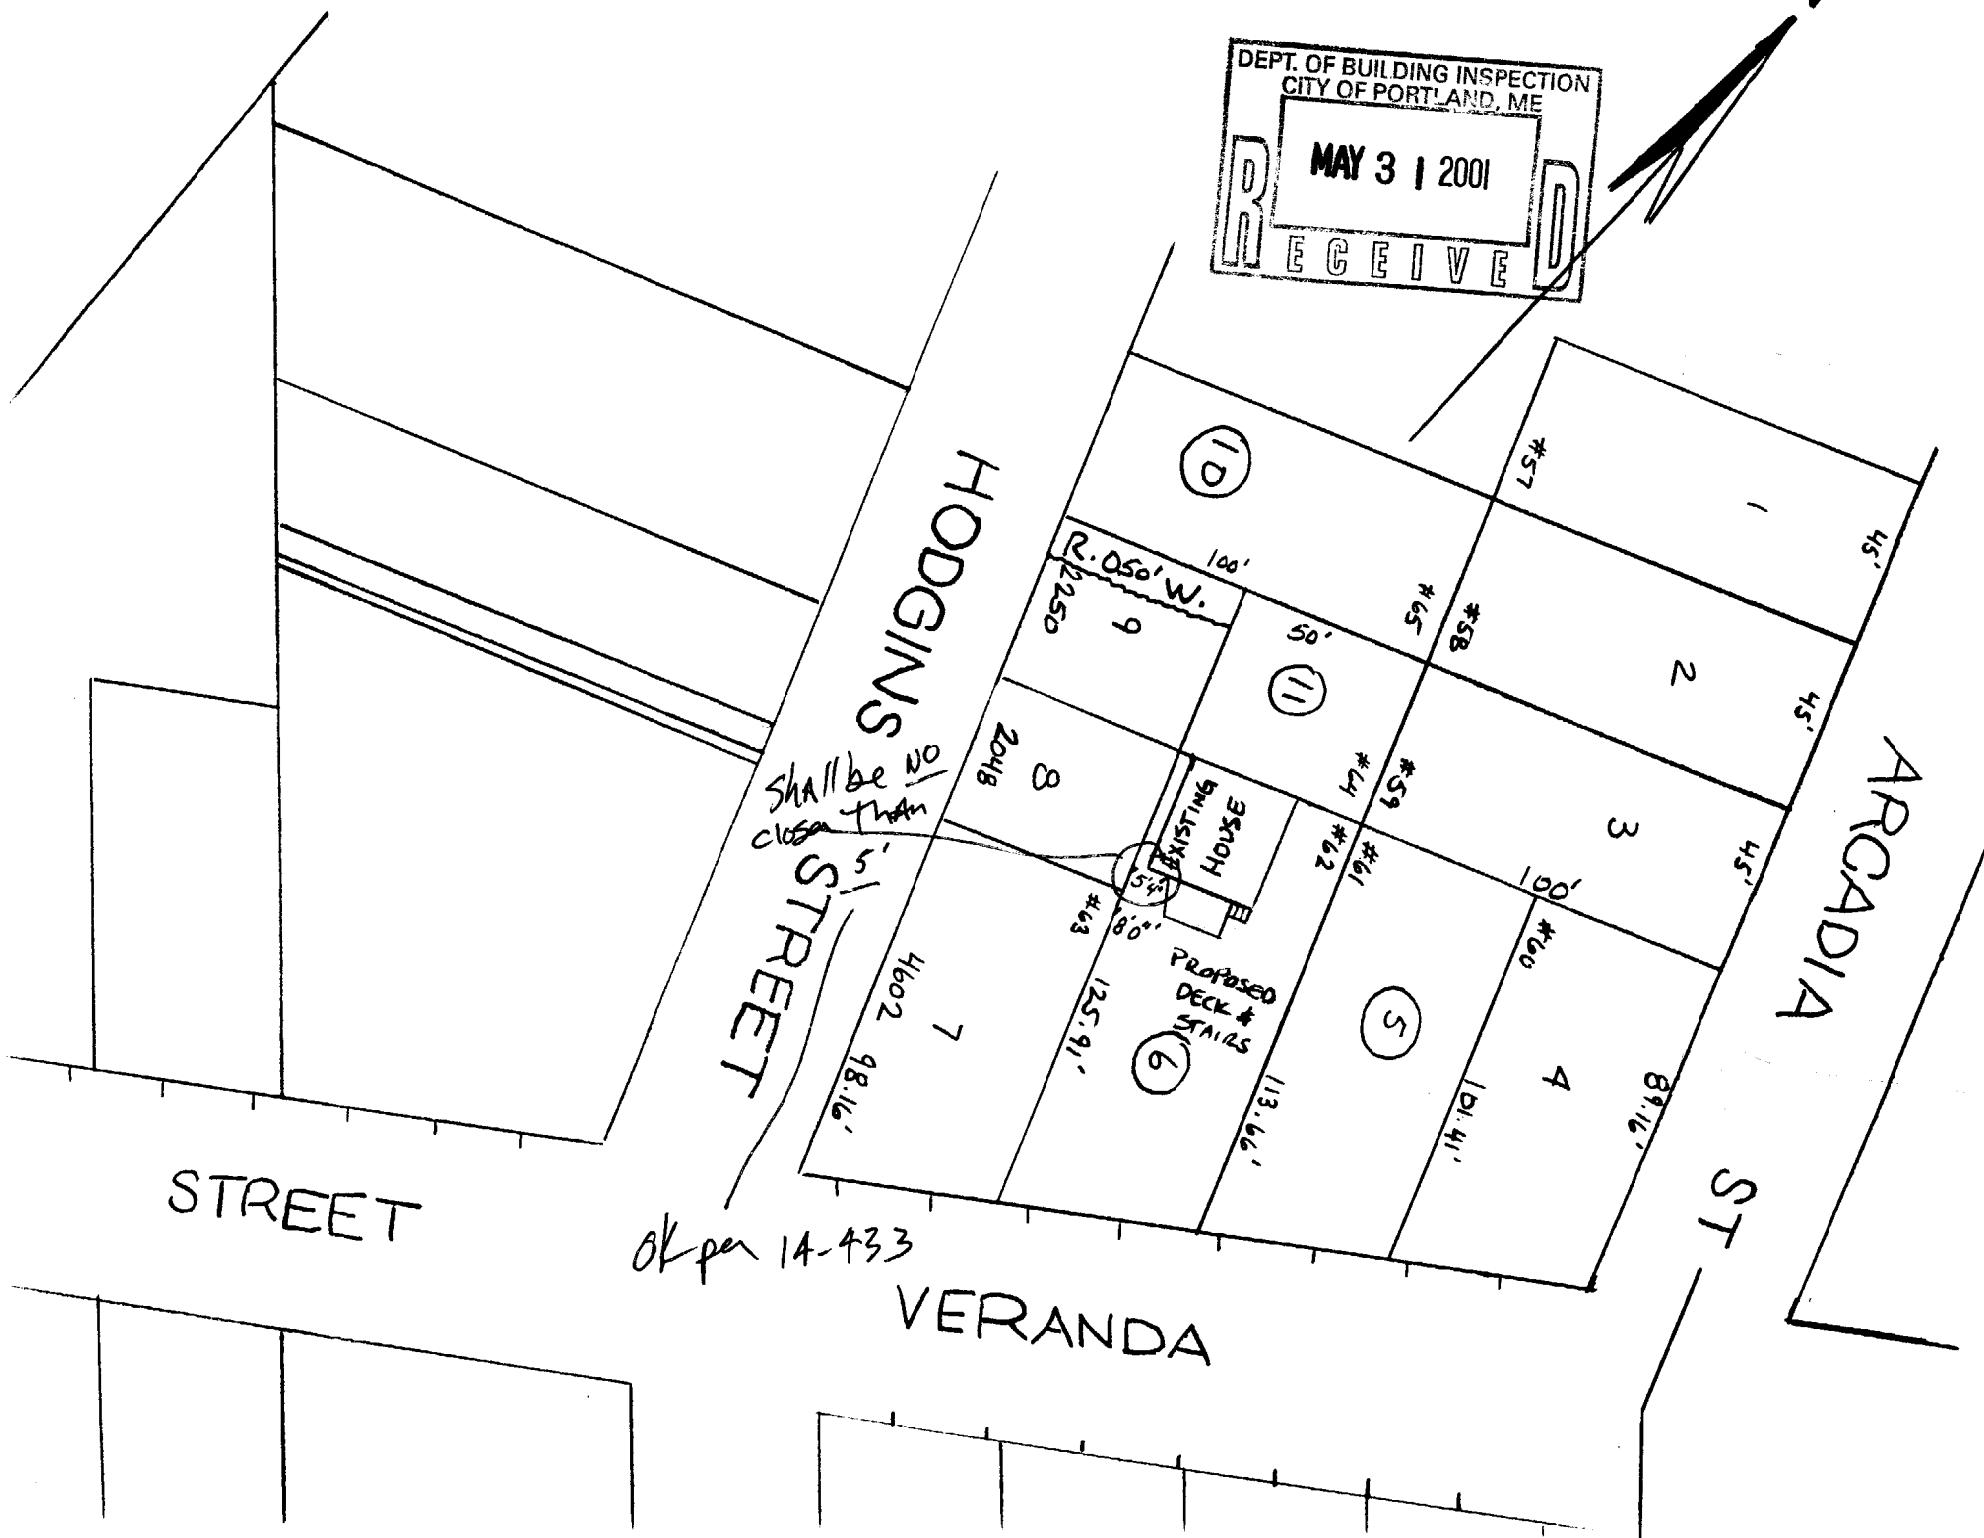 DEPT. OF BUILDING INSPECTION
CITY OF PORTLAND, ME
MAY 31 2001
RECEIVED
HODGINS STREET
ARCADIA ST
VERANDA
STREET
#57
1
45'
10
100'
#65
#58
2
45'
R. 050' W.
2250
9
50'
11
#64
#59
3
45'
2048
8
EXISTING
HOUSE
#62
#61
100'
#60
Shall be NO
closer than
5'
5'4"
8'0"
#63
PROPOSED
DECK &
STAIRS
4602
7
98.16'
125.91'
6
113.66'
5
101.41'
4
89.16'
OK per 14-433